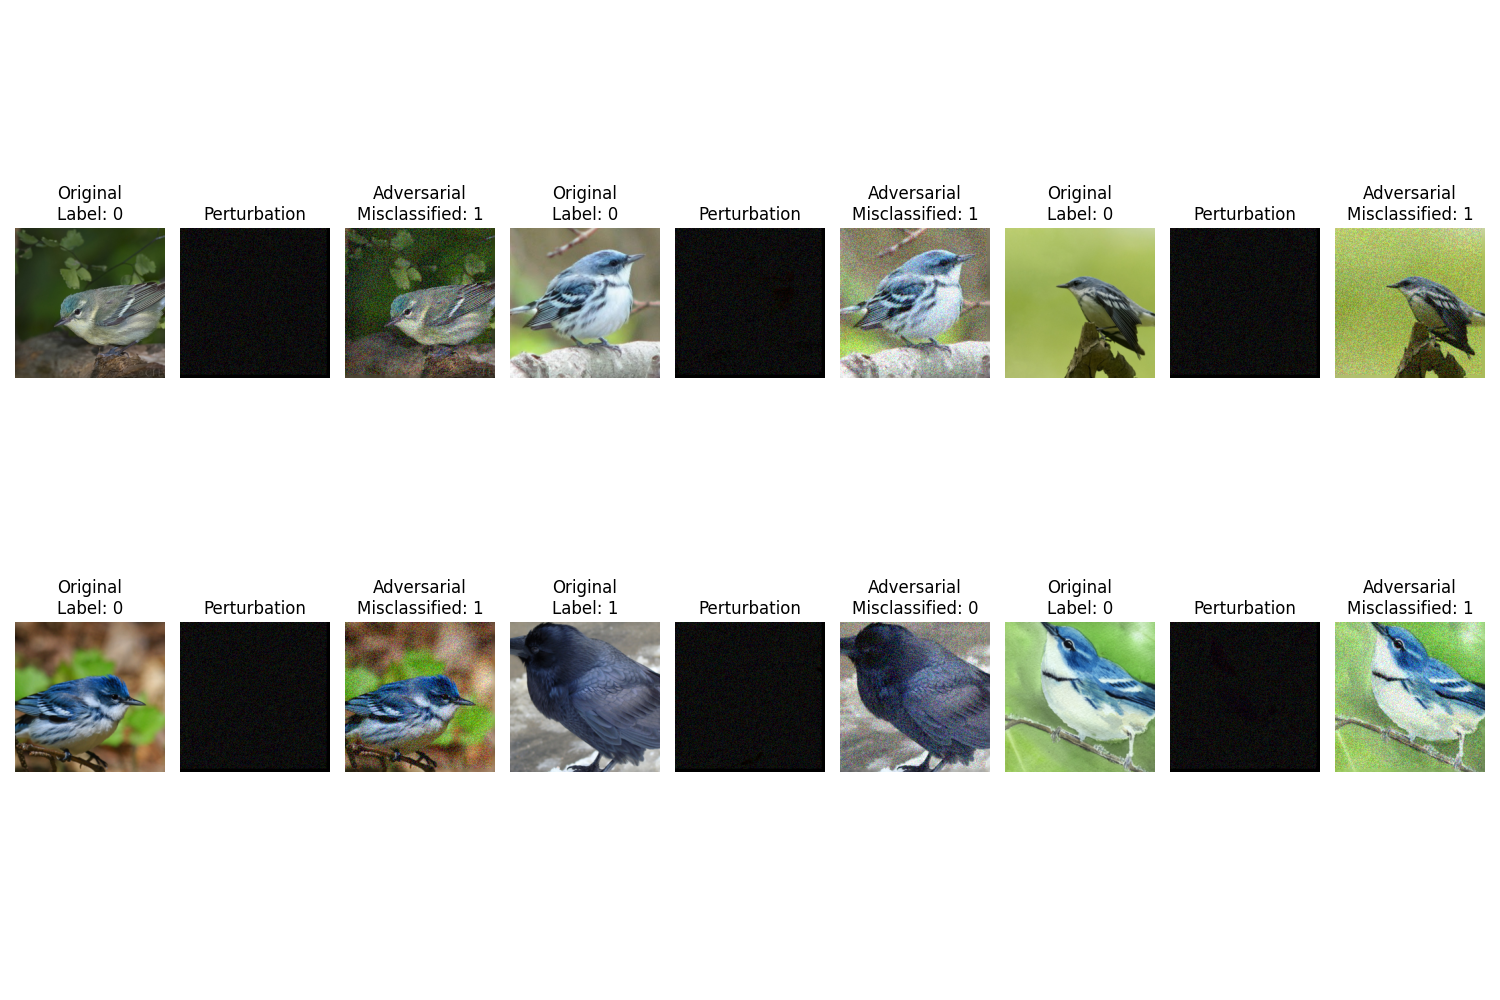 Original
Label: 0
Perturbation
Adversarial
Misclassified: 1
Original
Label: 0
Perturbation
Adversarial
Misclassified: 1
Original
Label: 0
Perturbation
Adversarial
Misclassified: 1
Original
Label: 0
Perturbation
Adversarial
Misclassified: 1
Original
Label: 1
Perturbation
Adversarial
Misclassified: 0
Original
Label: 0
Perturbation
Adversarial
Misclassified: 1